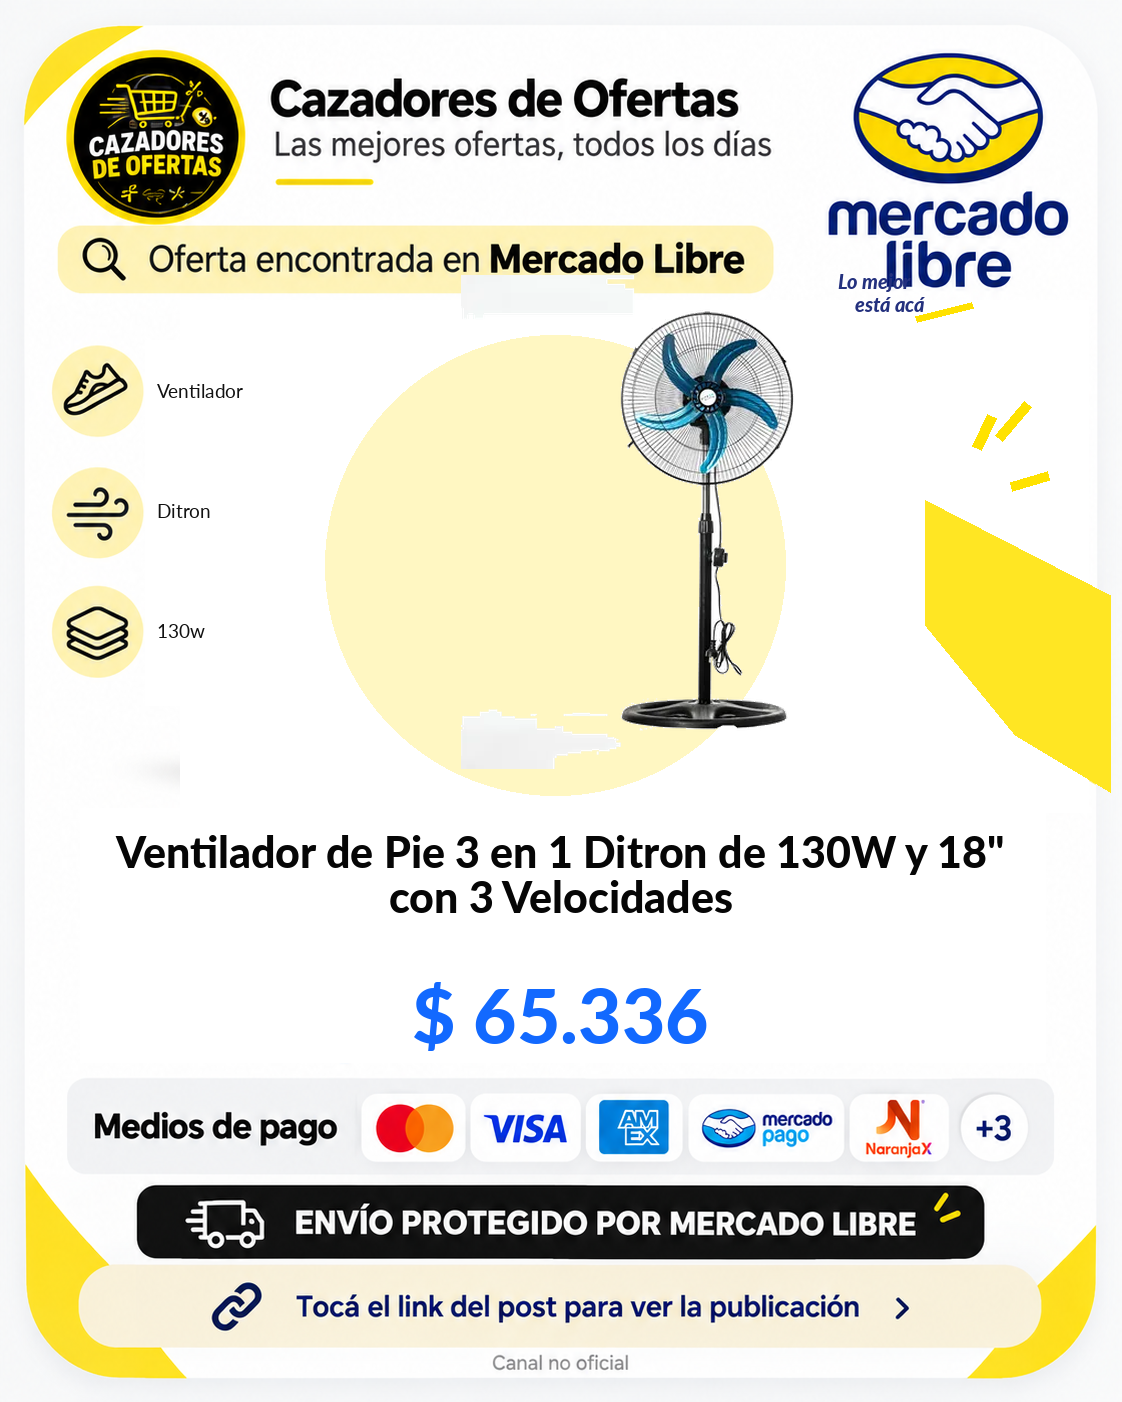 CAZADORES
DE OFERTAS
Cazadores de Ofertas
Las mejores ofertas, todos los días
mercado
libre
Lo mejor
está acá
Oferta encontrada en Mercado Libre
Ventilador
Ditron
130w
Ventilador de Pie 3 en 1 Ditron de 130W y 18"
con 3 Velocidades
$ 65.336
Medios de pago
VISA
AM
EX
mercado
pago
NaranjaX
+3
ENVÍO PROTEGIDO POR MERCADO LIBRE
Tocá el link del post para ver la publicación
Canal no oficial